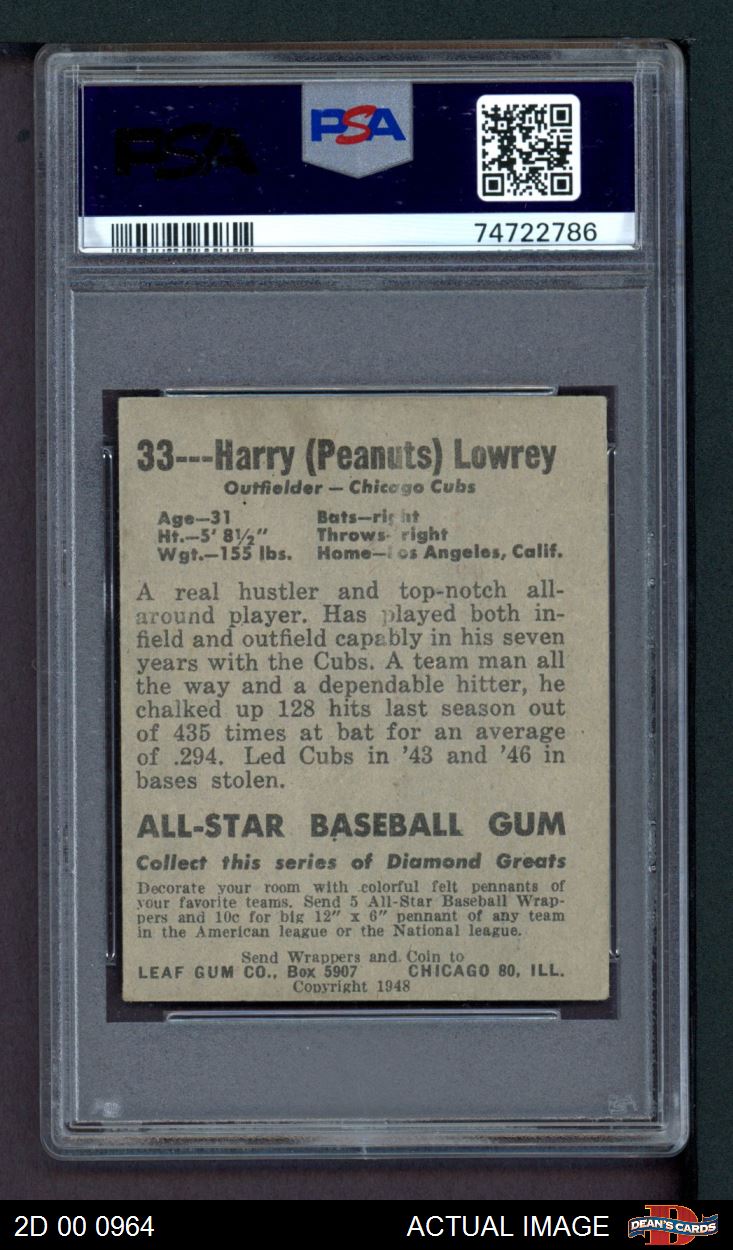 PSA
PSA
74722786
33---Harry (Peanuts) Lowrey
Outfielder — Chicago Cubs
Age—31 Bats—right
Ht.—5' 8½" Throws- right
Wgt.—155 lbs. Home—Los Angeles, Calif.
A real hustler and top-notch all-
around player. Has played both in-
field and outfield capably in his seven
years with the Cubs. A team man all
the way and a dependable hitter, he
chalked up 128 hits last season out
of 435 times at bat for an average
of .294. Led Cubs in '43 and '46 in
bases stolen.
ALL-STAR BASEBALL GUM
Collect this series of Diamond Greats
Decorate your room with colorful felt pennants of
your favorite teams. Send 5 All-Star Baseball Wrap-
pers and 10c for big 12" x 6" pennant of any team
in the American league or the National league.
Send Wrappers and Coin to
LEAF GUM CO., Box 5907 CHICAGO 80, ILL.
Copyright 1948
2D 00 0964 ACTUAL IMAGE DEAN'S CARDS